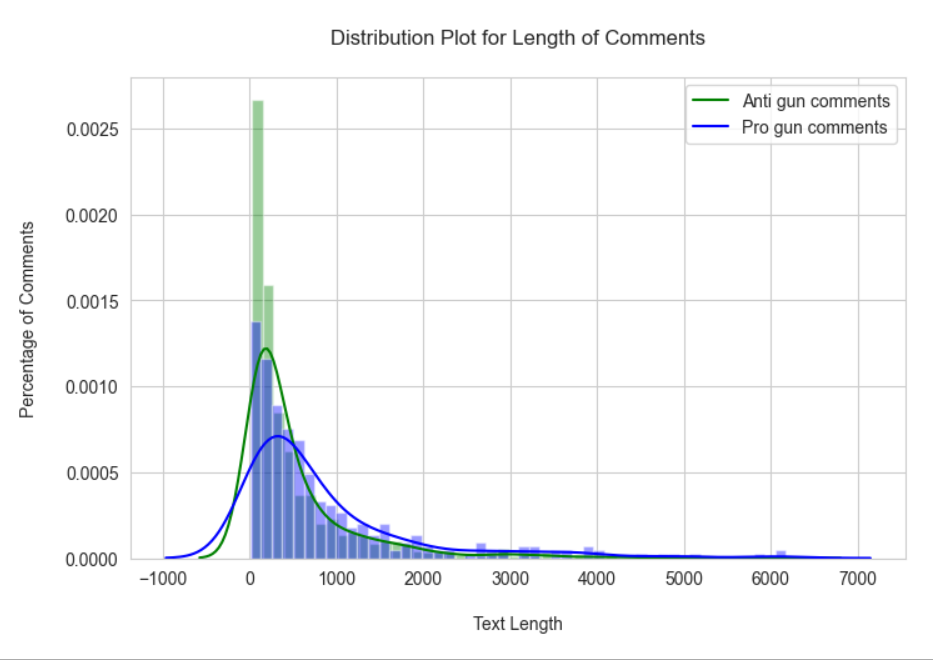 Distribution Plot for Length of Comments
Anti gun comments
Pro gun comments
Percentage of Comments
0.0025
0.0020
0.0015
0.0010
0.0005
0.0000
−1000 0 1000 2000 3000 4000 5000 6000 7000
Text Length